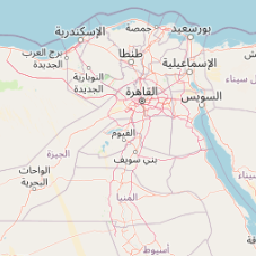 بورسعيد
جمصة
الإسكندرية
طنطا
برج العرب
الجديدة
الإسماعيلية
النوبارية
الجديدة
القاهرة
السويس
الفيوم
الجيزة
بني سويف
الواحات
البحرية
المنيا
أسيوط